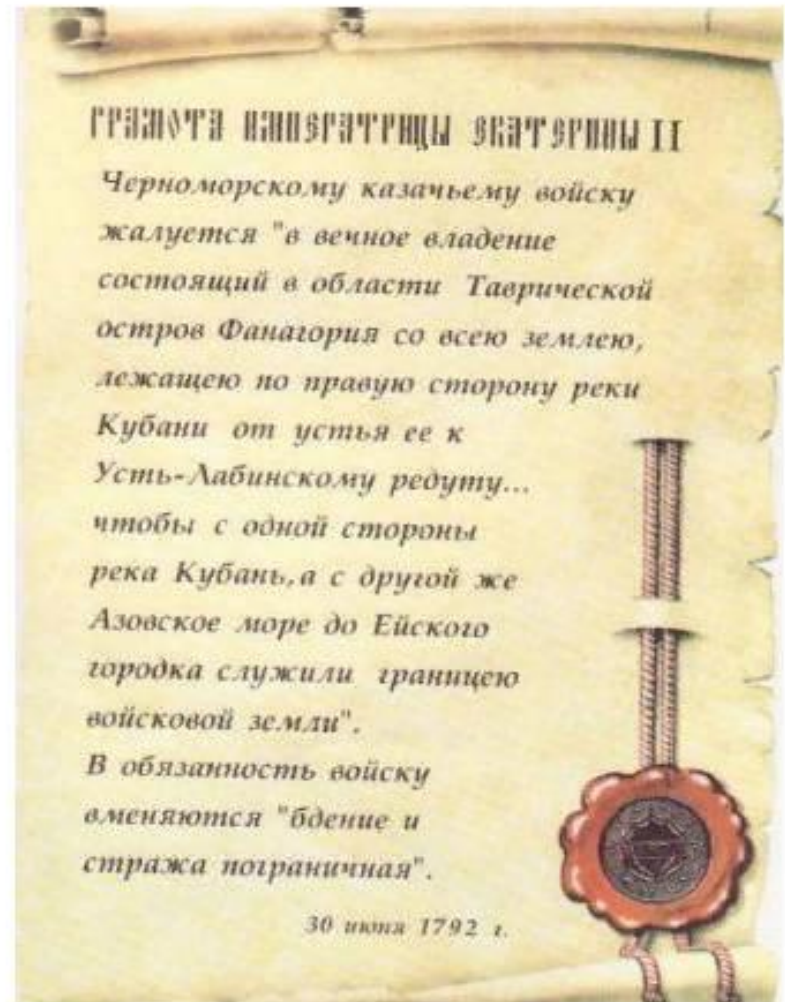 ГРАМОТА ИМПЕРАТРИЦЫ ЕКАТЕРИНЫ II
Черноморскому казачьему войску
жалуется "в вечное владение
состоящий в области Таврической
остров Фанагория со всею землею,
лежащею по правую сторону реки
Кубани от устья ее к
Усть-Лабинскому редуту...
чтобы с одной стороны
река Кубань, а с другой же
Азовское море до Ейского
городка служили границею
войсковой земли".
В обязанность войску
вменяются "бдение и
стража пограничная".
30 июня 1792 г.